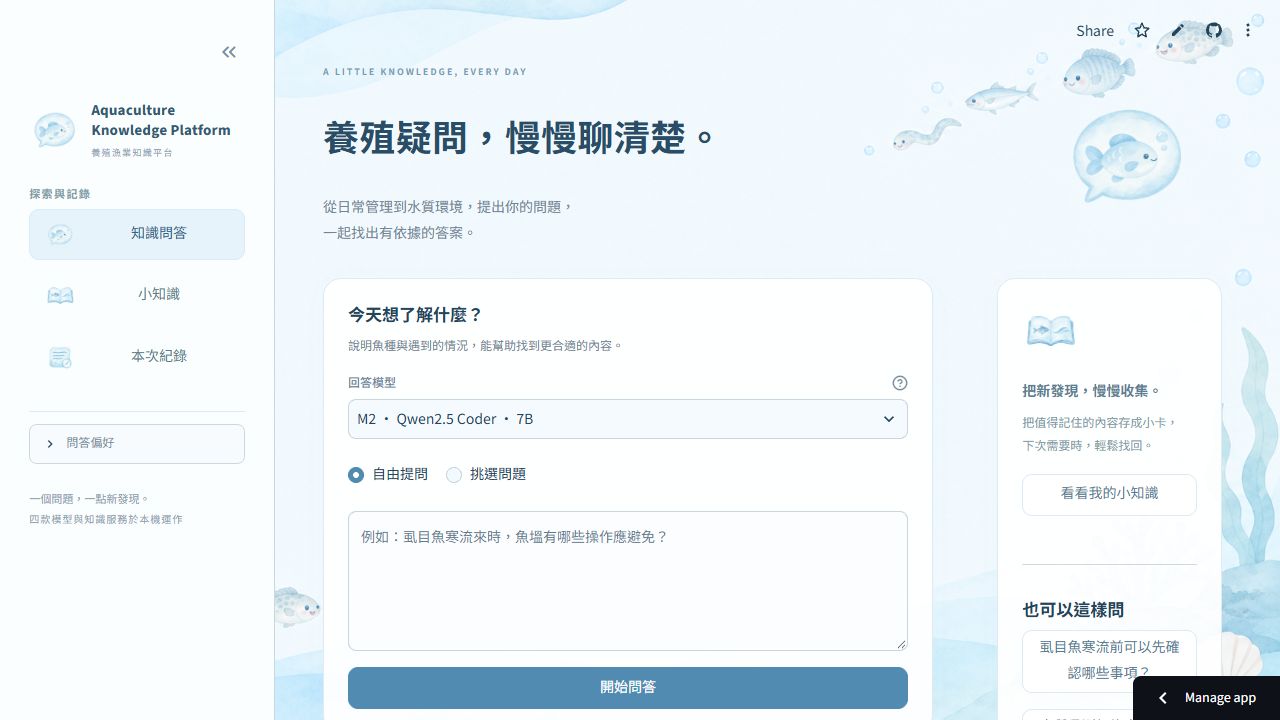 Aquaculture
Knowledge Platform
養殖漁業知識平台
探索與記錄
知識問答
小知識
本次紀錄
問答偏好
一個問題，一點新發現。
四款模型與知識服務於本機運作
Share
A LITTLE KNOWLEDGE, EVERY DAY
養殖疑問，慢慢聊清楚。
從日常管理到水質環境，提出你的問題，
一起找出有依據的答案。
今天想了解什麼？
說明魚種與遇到的情況，能幫助找到更合適的內容。
回答模型
M2 · Qwen2.5 Coder · 7B
自由提問 挑選問題
例如：虱目魚寒流來時，魚塭有哪些操作應避免？
開始問答
把新發現，慢慢收集。
把值得記住的內容存成小卡，
下次需要時，輕鬆找回。
看看我的小知識
也可以這樣問
虱目魚寒流前可以先確
認哪些事項？
Manage app